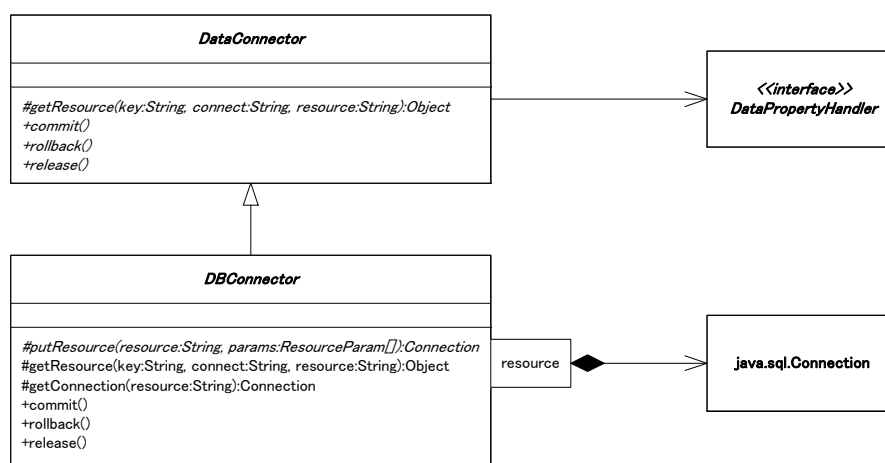 DataConnector
#getResource(key:String, connect:String, resource:String):Object
+commit()
+rollback()
+release()
<<interface>>
DataPropertyHandler
DBConnector
#putResource(resource:String, params:ResourceParam[]):Connection
#getResource(key:String, connect:String, resource:String):Object
#getConnection(resource:String):Connection
+commit()
+rollback()
+release()
resource
java.sql.Connection